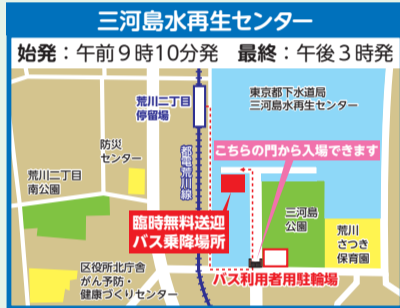 三河島水再生センター
始発：午前９時10分発　最終：午後３時発
荒川二丁目
停留場
東京都下水道局
三河島水再生センター
防災
センター
都電荒川線
こちらの門から入場できます
荒川二丁目
南公園
臨時無料送迎
バス乗降場所
三河島
公園
荒川
さつき
保育園
区役所北庁舎
がん予防・
健康づくりセンター
バス利用者用駐輪場